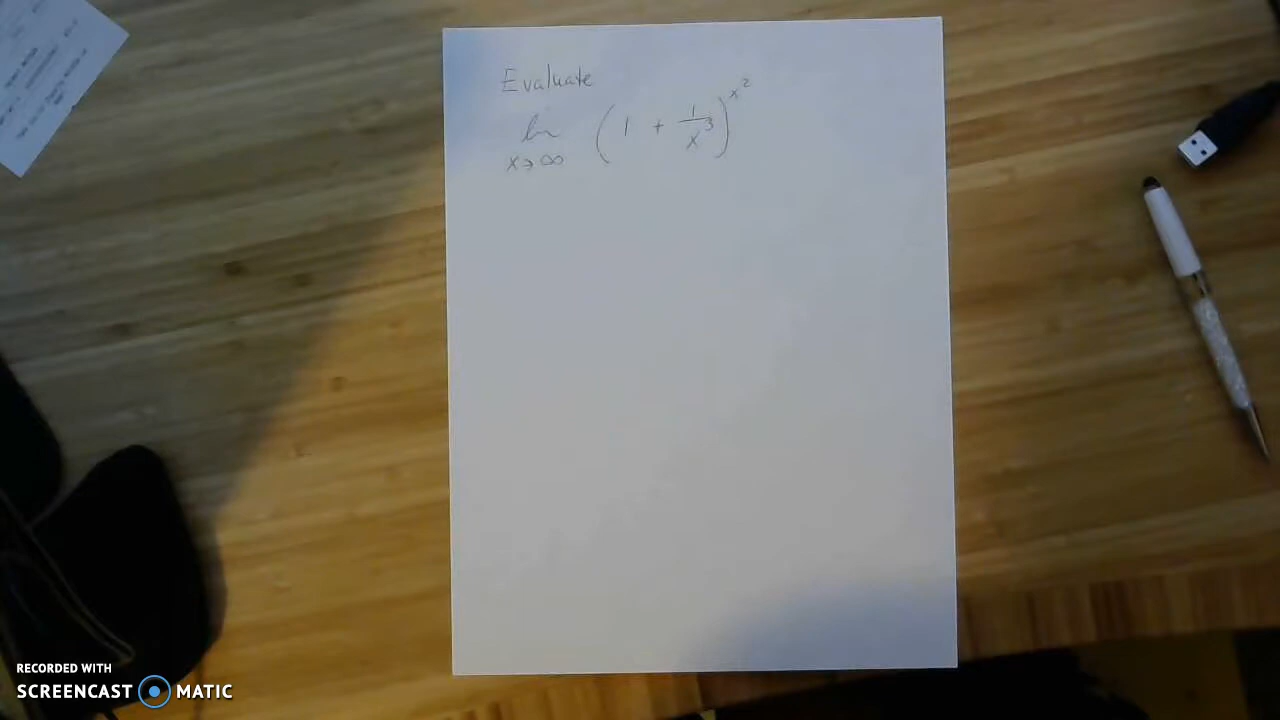 Evaluate
lim (1 + 1/x³)^x²
x→∞
RECORDED WITH
SCREENCAST MATIC